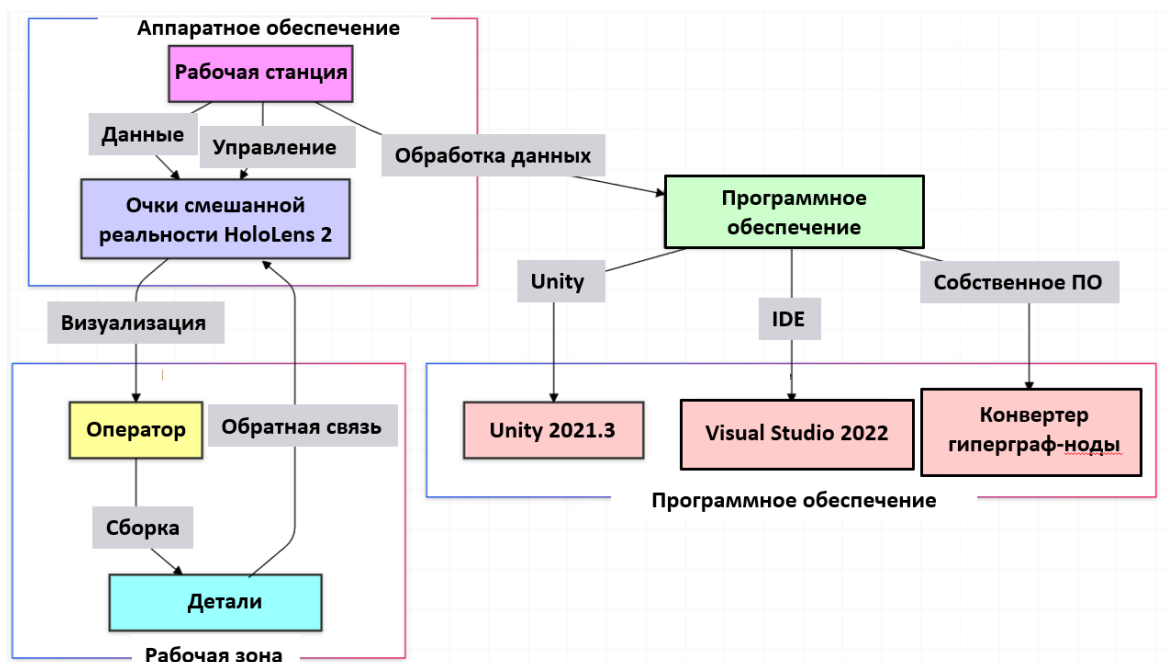 Аппаратное обеспечение
Рабочая станция
Данные
Управление
Обработка данных
Очки смешанной
реальности HoloLens 2
Программное
обеспечение
Unity
Собственное ПО
IDE
Визуализация
Оператор
Обратная связь
Unity 2021.3
Visual Studio 2022
Конвертер
гиперграф-ноды
Программное обеспечение
Сборка
Детали
Рабочая зона